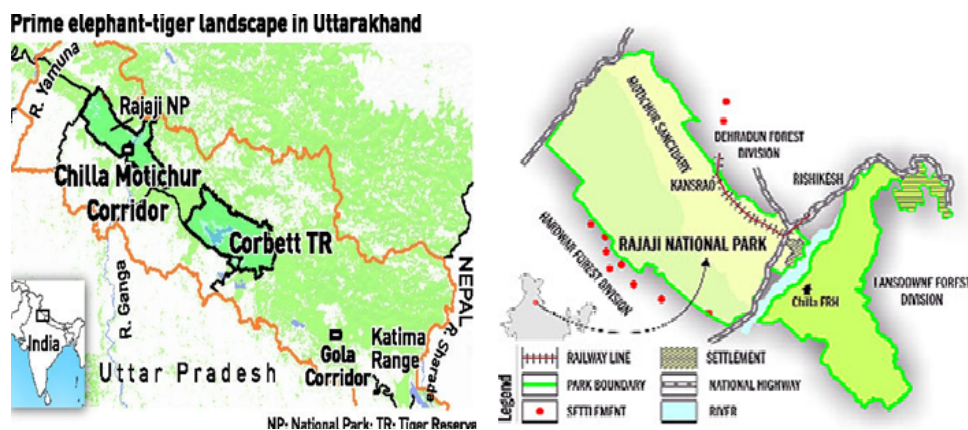 Prime elephant-tiger landscape in Uttarakhand
R. Yamuna
Rajaji NP
Chilla Motichur
Corridor
Corbett TR
R. Ganga
NEPAL
India
Uttar Pradesh
Gola
Corridor
Katima
Range
R. Sharada
NP: National Park; TR: Tiger Reserve
MOTICHUR SANCTUARY
DEHRADUN FOREST
DIVISION
KANSRAO
RISHIKESH
HARDWAR FOREST DIVISION
RAJAJI NATIONAL PARK
LANSDOWNE FOREST
DIVISION
Chilla FRH
Legend
RAILWAY LINE
SETTLEMENT
PARK BOUNDARY
NATIONAL HIGHWAY
SETTLEMENT
RIVER